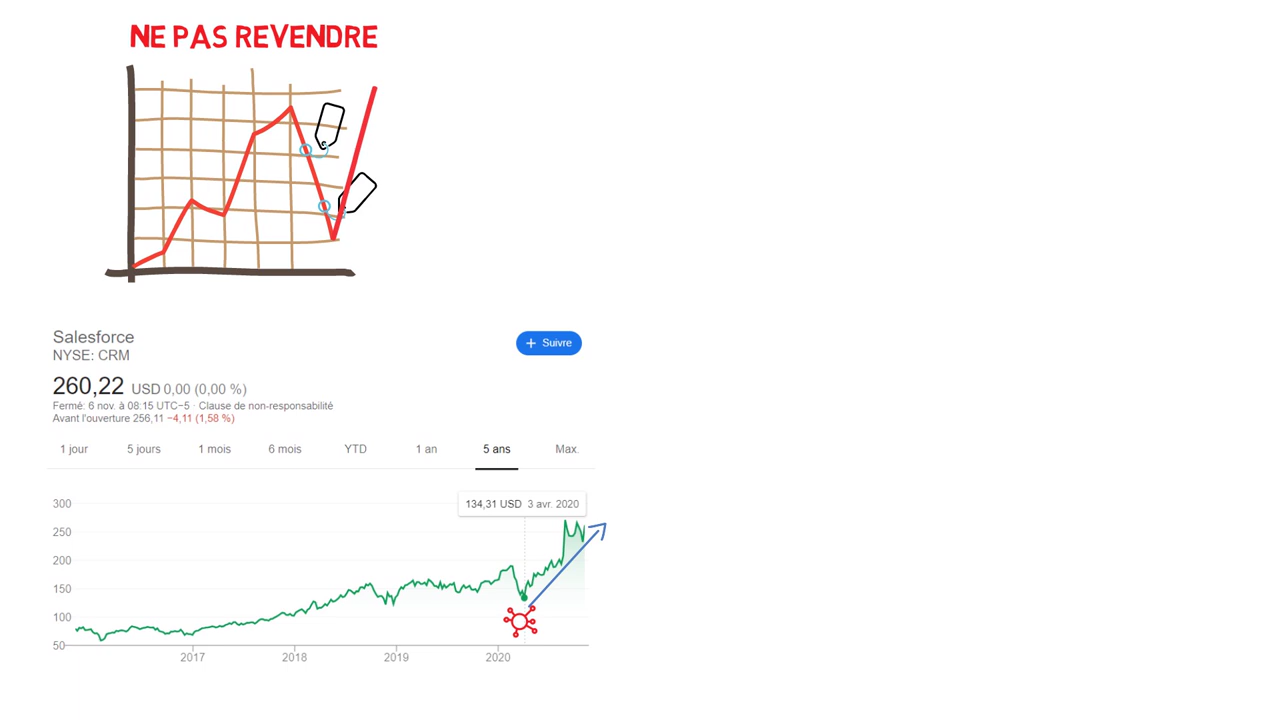 NE PAS REVENDRE
Salesforce
NYSE: CRM
+ Suivre
260,22 USD 0,00 (0,00 %)
Fermé: 6 nov. à 08:15 UTC−5 · Clause de non-responsabilité
Avant l'ouverture 256,11 −4,11 (1,58 %)
1 jour 5 jours 1 mois 6 mois YTD 1 an 5 ans Max.
134,31 USD 3 avr. 2020
300
250
200
150
100
50
2017 2018 2019 2020